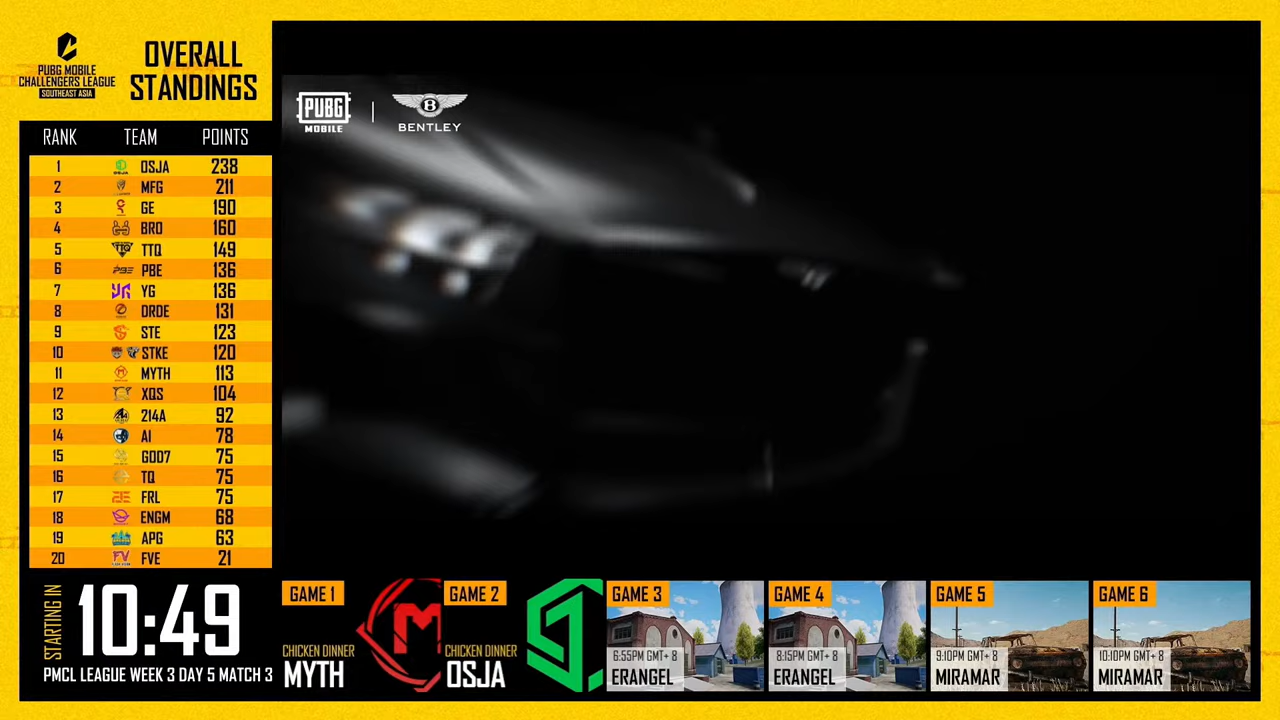 PUBG MOBILE
CHALLENGERS LEAGUE
SOUTHEAST ASIA
OVERALL
STANDINGS
RANK TEAM POINTS
1 OSJA 238
2 MFG 211
3 GE 190
4 BRO 160
5 TTQ 149
6 PBE 136
7 YG 136
8 DRDE 131
9 STE 123
10 STKE 120
11 MYTH 113
12 XQS 104
13 214A 92
14 AI 78
15 GOD7 75
16 TQ 75
17 FRL 75
18 ENGM 68
19 APG 63
20 FVE 21
STARTING IN
10:49
PMCL LEAGUE WEEK 3 DAY 5 MATCH 3
PUBG
MOBILE
B
BENTLEY
GAME 1
CHICKEN DINNER
MYTH
GAME 2
CHICKEN DINNER
OSJA
GAME 3
6:55PM GMT+ 8
ERANGEL
GAME 4
8:15PM GMT+ 8
ERANGEL
GAME 5
9:10PM GMT+ 8
MIRAMAR
GAME 6
10:10PM GMT+ 8
MIRAMAR